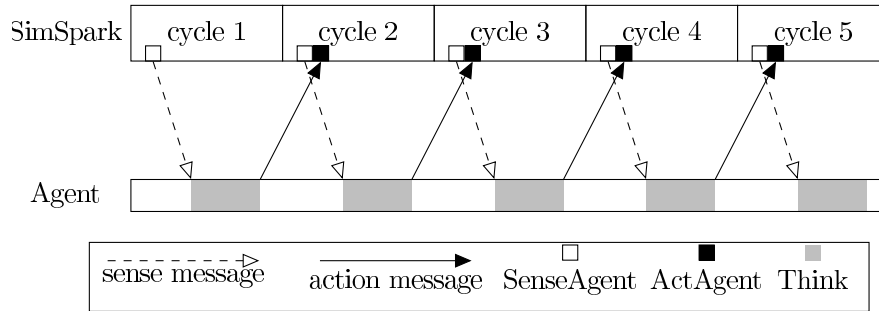 SimSpark cycle 1 cycle 2 cycle 3 cycle 4 cycle 5
Agent
sense message action message SenseAgent ActAgent Think